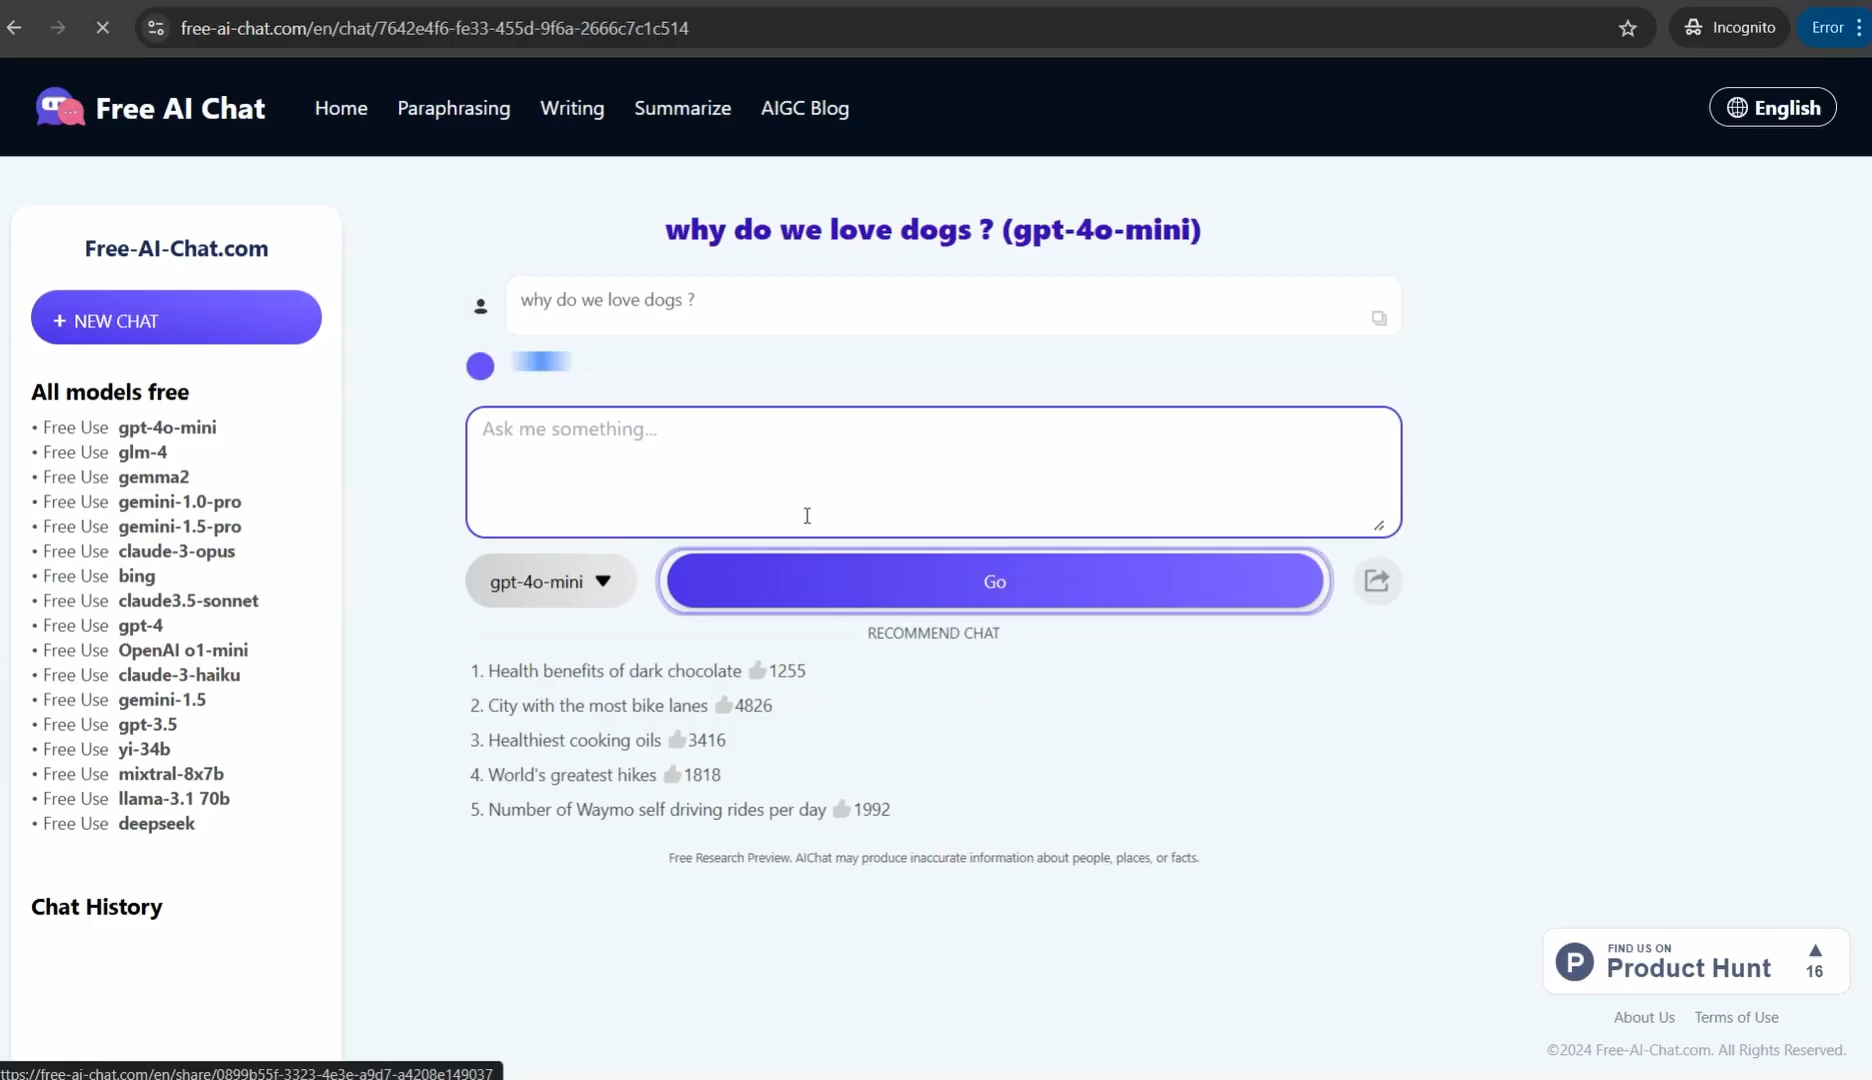 free-ai-chat.com/en/chat/7642e4f6-fe33-455d-9f6a-2666c7c1c514
Incognito
Error
Free AI Chat
Home
Paraphrasing
Writing
Summarize
AIGC Blog
English
Free-AI-Chat.com
+ NEW CHAT
All models free
• Free Use gpt-4o-mini
• Free Use glm-4
• Free Use gemma2
• Free Use gemini-1.0-pro
• Free Use gemini-1.5-pro
• Free Use claude-3-opus
• Free Use bing
• Free Use claude3.5-sonnet
• Free Use gpt-4
• Free Use OpenAI o1-mini
• Free Use claude-3-haiku
• Free Use gemini-1.5
• Free Use gpt-3.5
• Free Use yi-34b
• Free Use mixtral-8x7b
• Free Use llama-3.1 70b
• Free Use deepseek
Chat History
why do we love dogs ? (gpt-4o-mini)
why do we love dogs ?
Ask me something...
gpt-4o-mini
Go
RECOMMEND CHAT
1. Health benefits of dark chocolate 1255
2. City with the most bike lanes 4826
3. Healthiest cooking oils 3416
4. World's greatest hikes 1818
5. Number of Waymo self driving rides per day 1992
Free Research Preview. AIChat may produce inaccurate information about people, places, or facts.
P
FIND US ON
Product Hunt
16
About Us
Terms of Use
©2024 Free-AI-Chat.com. All Rights Reserved.
ttps://free-ai-chat.com/en/share/0899b55f-3323-4e3e-a9d7-a4208e149037